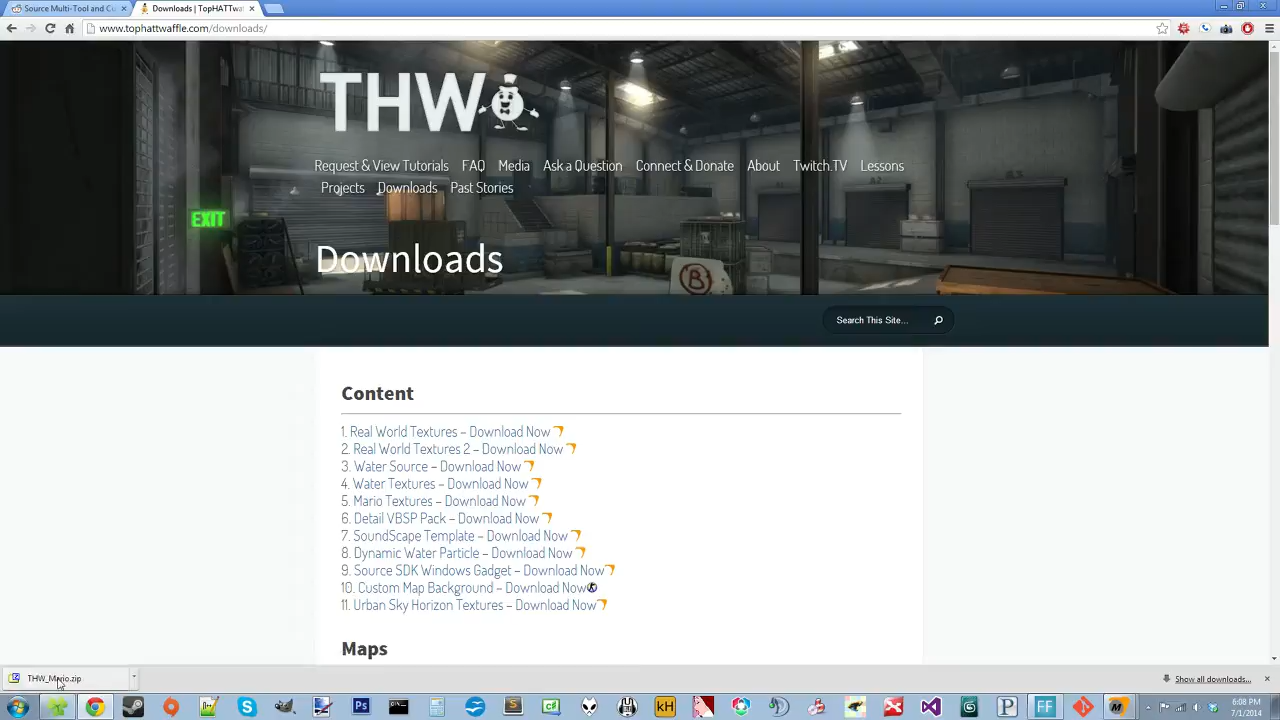 Source Multi-Tool and Cu
Downloads | TopHATTwaf
www.tophattwaffle.com/downloads/
THW
Request & View Tutorials FAQ Media Ask a Question Connect & Donate About Twitch.TV Lessons
Projects Downloads Past Stories
EXIT
Downloads
B
Search This Site...
Content
1. Real World Textures – Download Now
2. Real World Textures 2 – Download Now
3. Water Source – Download Now
4. Water Textures – Download Now
5. Mario Textures – Download Now
6. Detail VBSP Pack – Download Now
7. SoundScape Template – Download Now
8. Dynamic Water Particle – Download Now
9. Source SDK Windows Gadget – Download Now
10. Custom Map Background – Download Now
11. Urban Sky Horizon Textures – Download Now
Maps
THW_Mario.zip
Show all downloads...
6:08 PM
7/1/2014